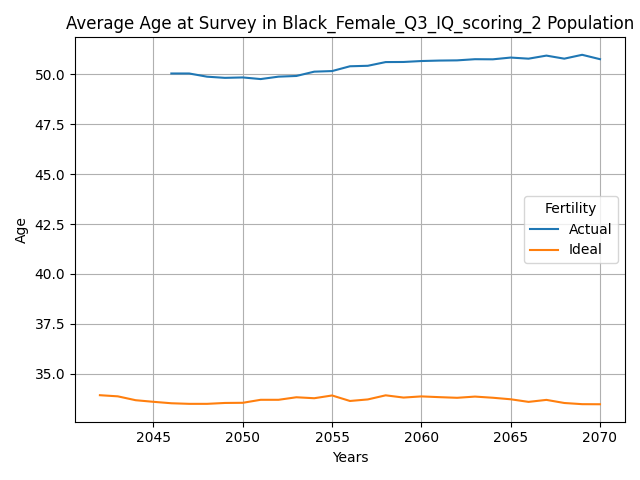 Average Age at Survey in Black_Female_Q3_IQ_scoring_2 Population
50.0
47.5
45.0
42.5
40.0
37.5
35.0
Age
Fertility
Actual
Ideal
2045 2050 2055 2060 2065 2070
Years